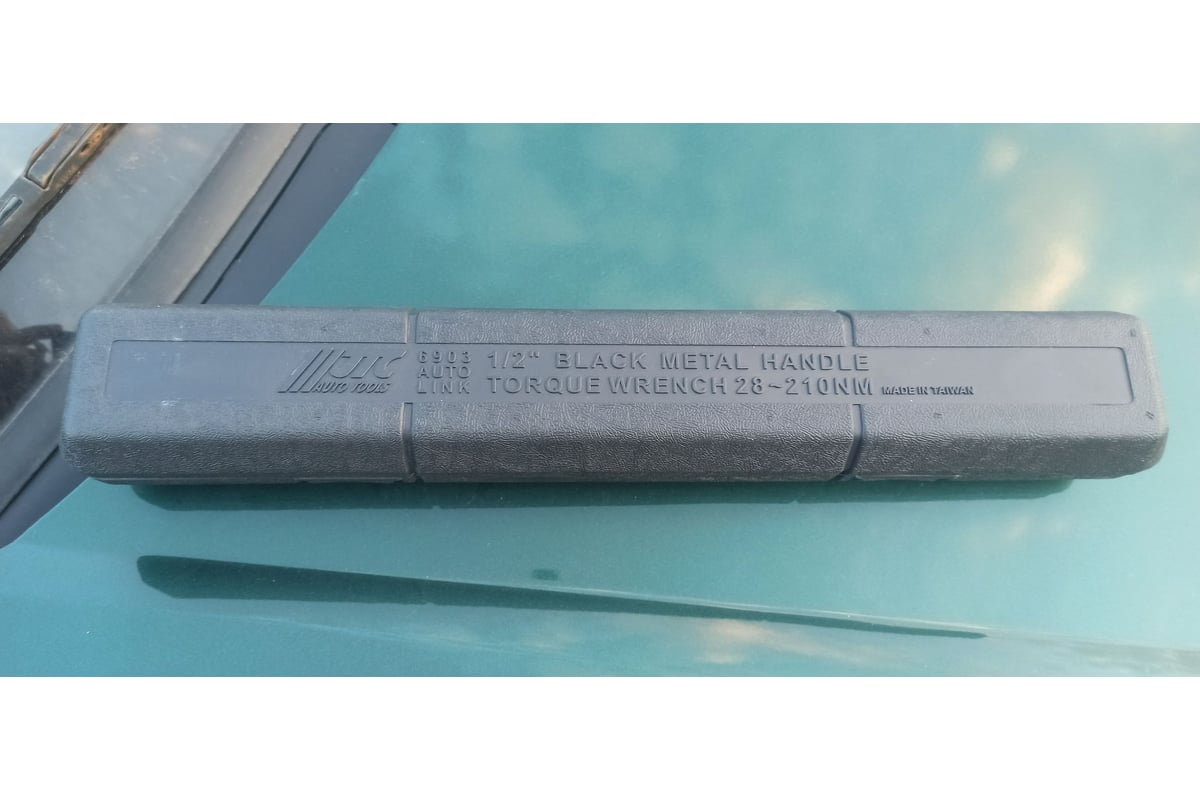 JTC
AUTO TOOLS
6903
AUTO
LINK
1/2" BLACK METAL HANDLE
TORQUE WRENCH 28~210NM
MADE IN TAIWAN